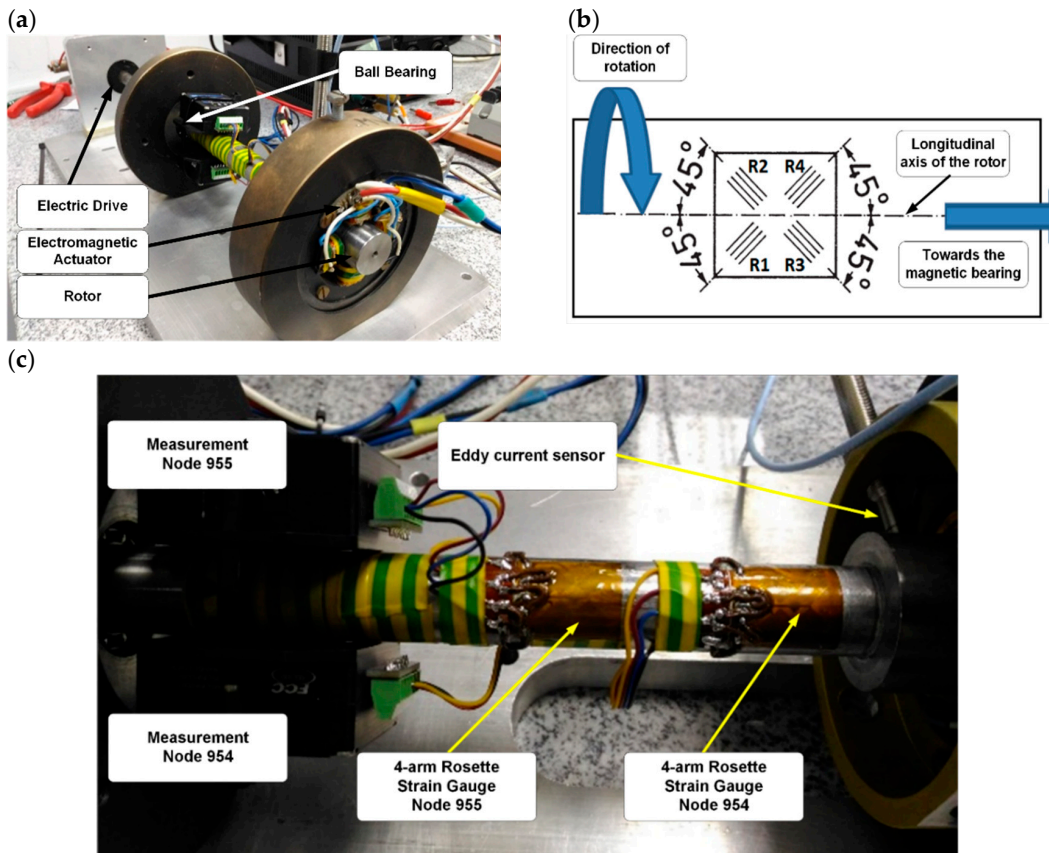 (a)
Ball Bearing
Electric Drive
Electromagnetic
Actuator
Rotor
(b)
Direction of
rotation
R2 R4
45° 45°
Longitudinal
axis of the rotor
45° 45°
R1 R3
Towards the
magnetic bearing
(c)
Measurement
Node 955
Eddy current sensor
FCC
Measurement
Node 954
4-arm Rosette
Strain Gauge
Node 955
4-arm Rosette
Strain Gauge
Node 954